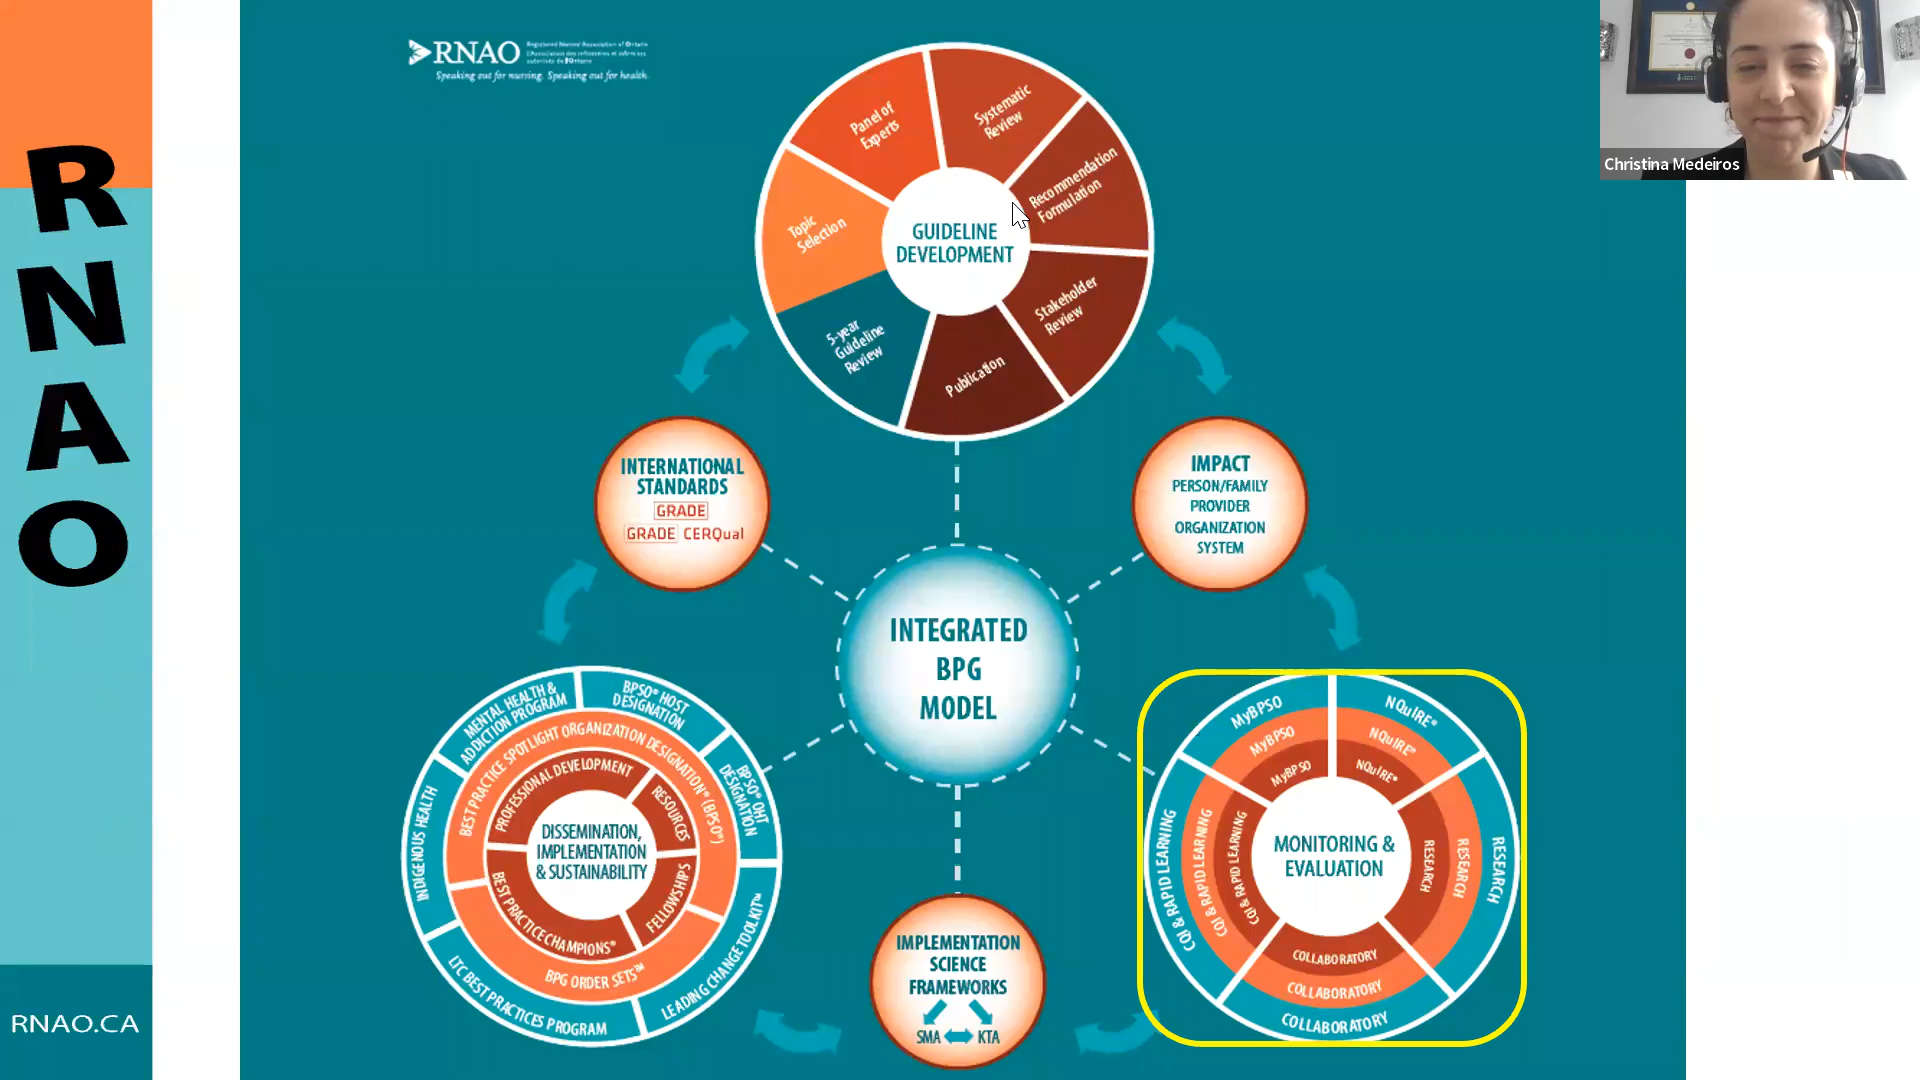 RNAO
Registered Nurses' Association of Ontario
L'Association des infirmières et infirmiers
autorisés de l'Ontario
Speaking out for nursing. Speaking out for health.
Christina Medeiros
R
N
A
O
RNAO.CA
GUIDELINE
DEVELOPMENT
Topic
Selection
Panel of
Experts
Systematic
Review
Recommendation
Formulation
Stakeholder
Review
Publication
5-year
Guideline
Review
INTERNATIONAL
STANDARDS
GRADE
GRADE CERQual
IMPACT
PERSON/FAMILY
PROVIDER
ORGANIZATION
SYSTEM
INTEGRATED
BPG
MODEL
DISSEMINATION,
IMPLEMENTATION
& SUSTAINABILITY
PROFESSIONAL DEVELOPMENT
RESOURCES
FELLOWSHIPS
BEST PRACTICE CHAMPIONS®
BEST PRACTICE SPOTLIGHT ORGANIZATION DESIGNATION® (BPSO®)
BPG ORDER SETS™
INDIGENOUS HEALTH
MENTAL HEALTH &
ADDICTION PROGRAM
BPSO® HOST
DESIGNATION
BPSO® OHT
DESIGNATION
LEADING CHANGE TOOLKIT™
LTC BEST PRACTICES PROGRAM
IMPLEMENTATION
SCIENCE
FRAMEWORKS
SMA
KTA
MONITORING &
EVALUATION
MyBPSO
MyBPSO
MyBPSO
NQuIRE®
NQuIRE®
NQuIRE®
RESEARCH
RESEARCH
RESEARCH
COLLABORATORY
COLLABORATORY
COLLABORATORY
CQI & RAPID LEARNING
CQI & RAPID LEARNING
CQI & RAPID LEARNING